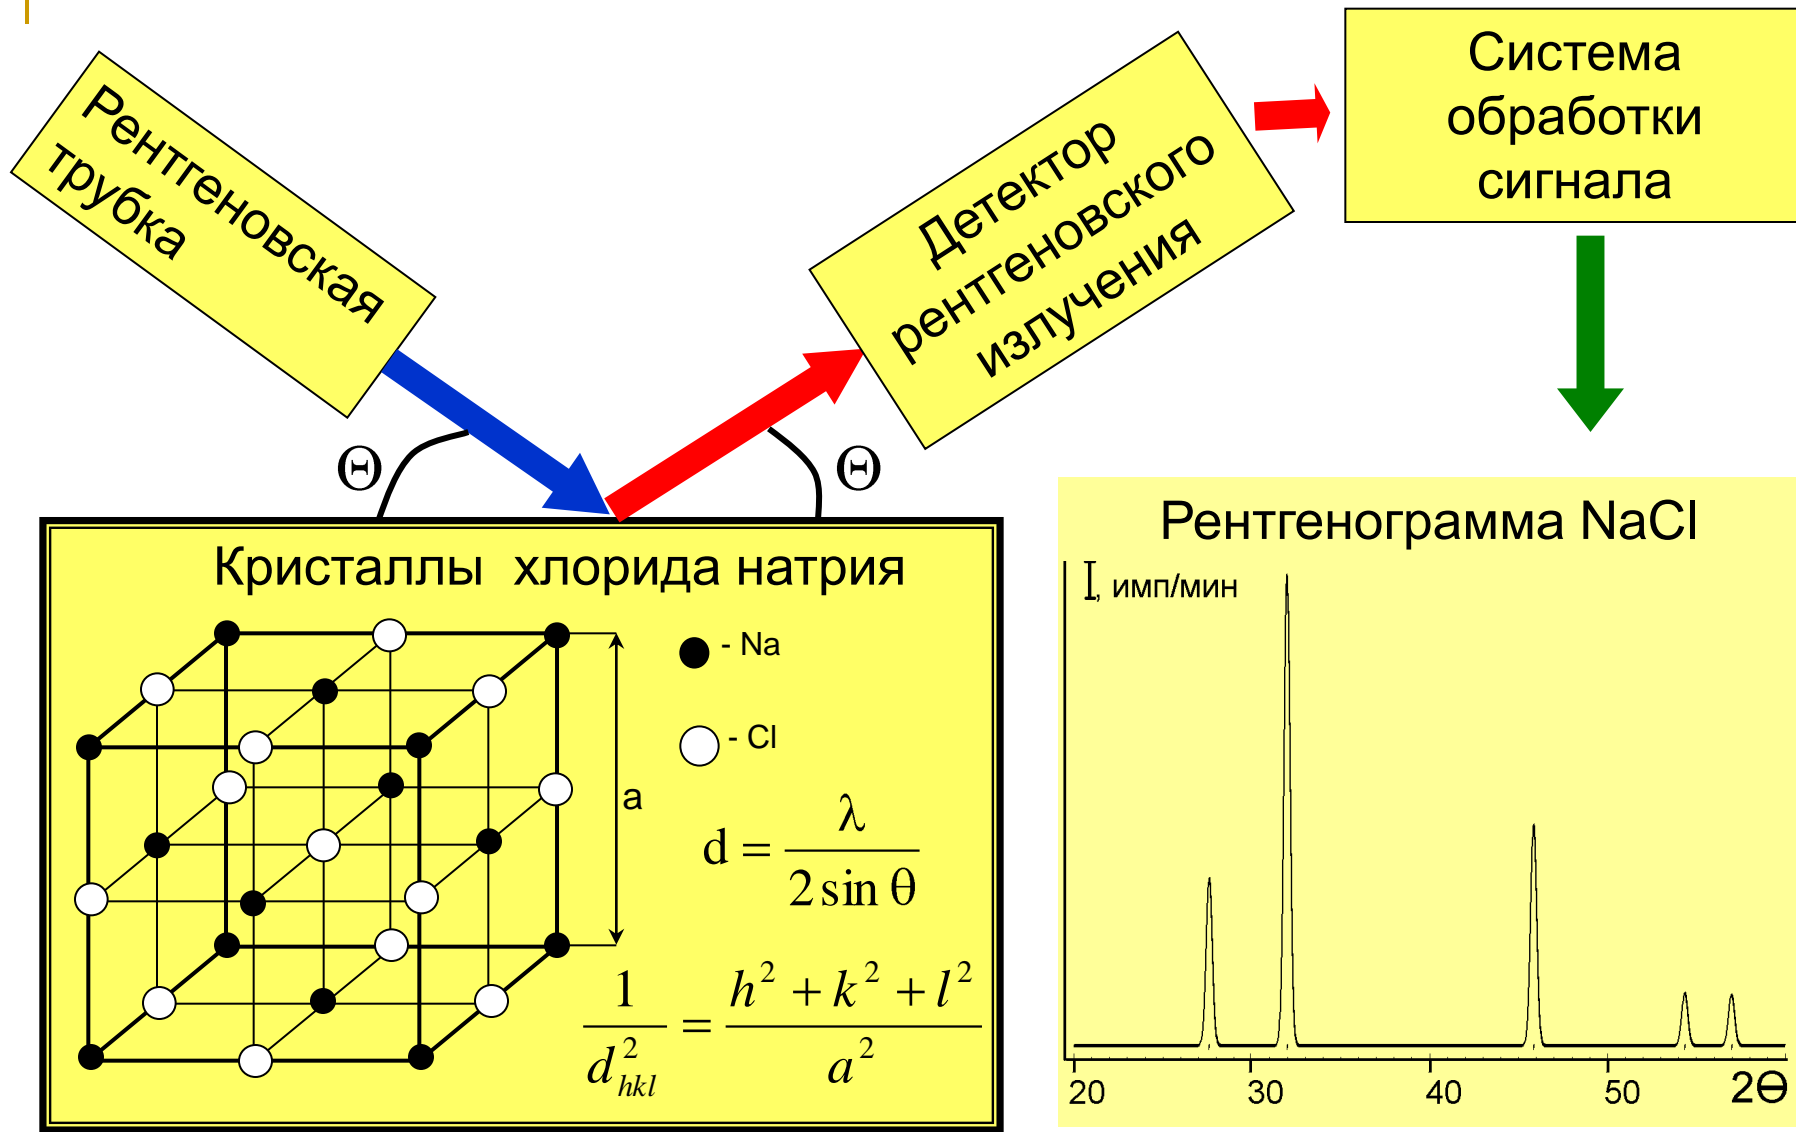 Рентгеновская
трубка
Детектор
рентгеновского
излучения
Система
обработки
сигнала
Θ
Θ
Кристаллы хлорида натрия
- Na
- Cl
a
d = λ / 2 sin θ
1 / d²hkl = h² + k² + l² / a²
Рентгенограмма NaCl
I, имп/мин
20 30 40 50 2Θ